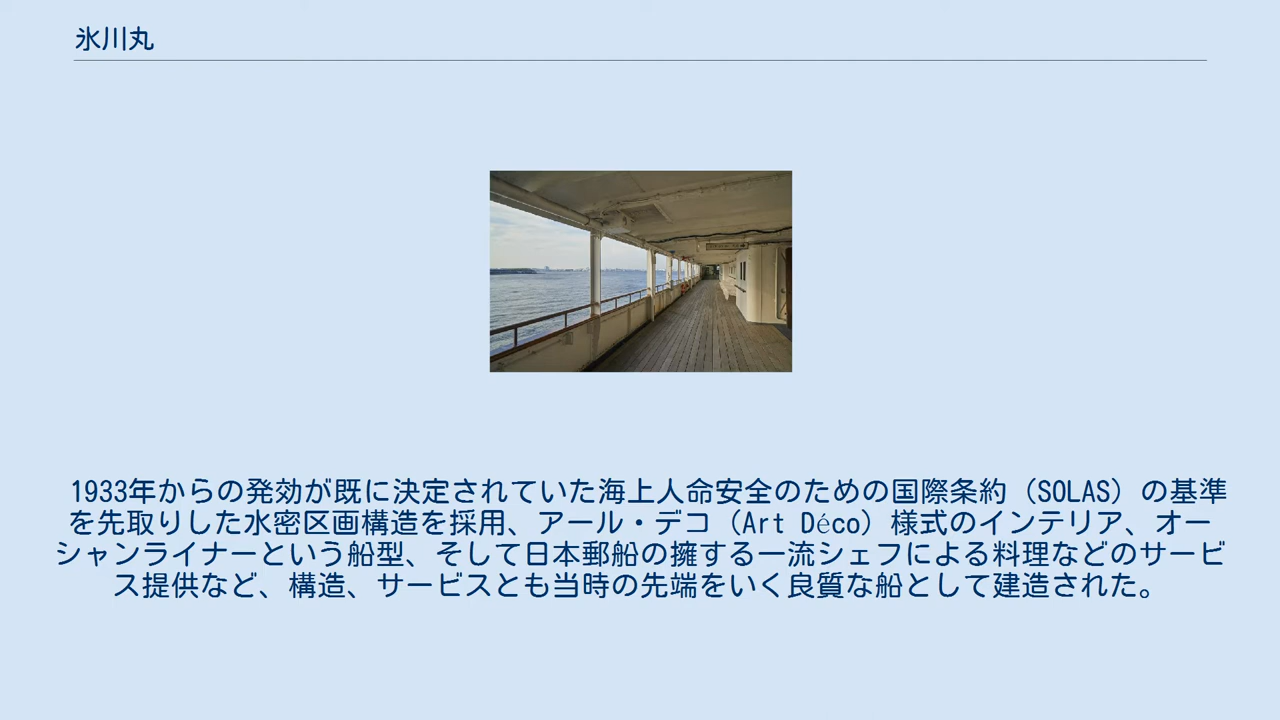 氷川丸
1933年からの発効が既に決定されていた海上人命安全のための国際条約（SOLAS）の基準
を先取りした水密区画構造を採用、アール・デコ（Art Déco）様式のインテリア、オー
シャンライナーという船型、そして日本郵船の擁する一流シェフによる料理などのサービ
ス提供など、構造、サービスとも当時の先端をいく良質な船として建造された。